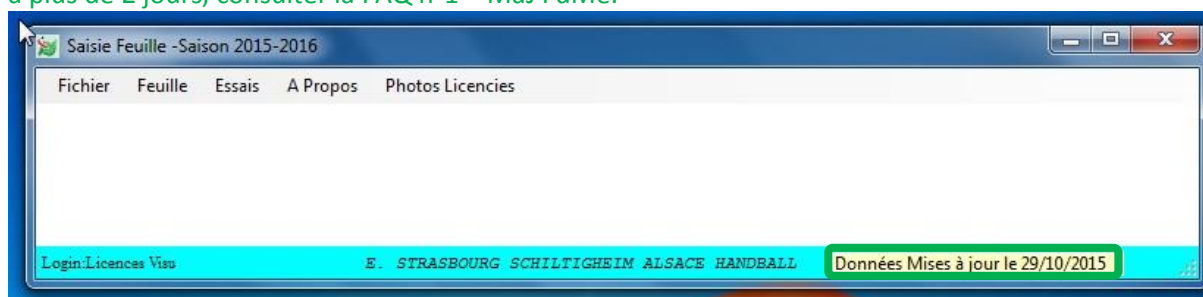 Saisie Feuille -Saison 2015-2016
Fichier Feuille Essais A Propos Photos Licencies
Login:Licences Visu E. STRASBOURG SCHILTIGHEIM ALSACE HANDBALL Données Mises à jour le 29/10/2015